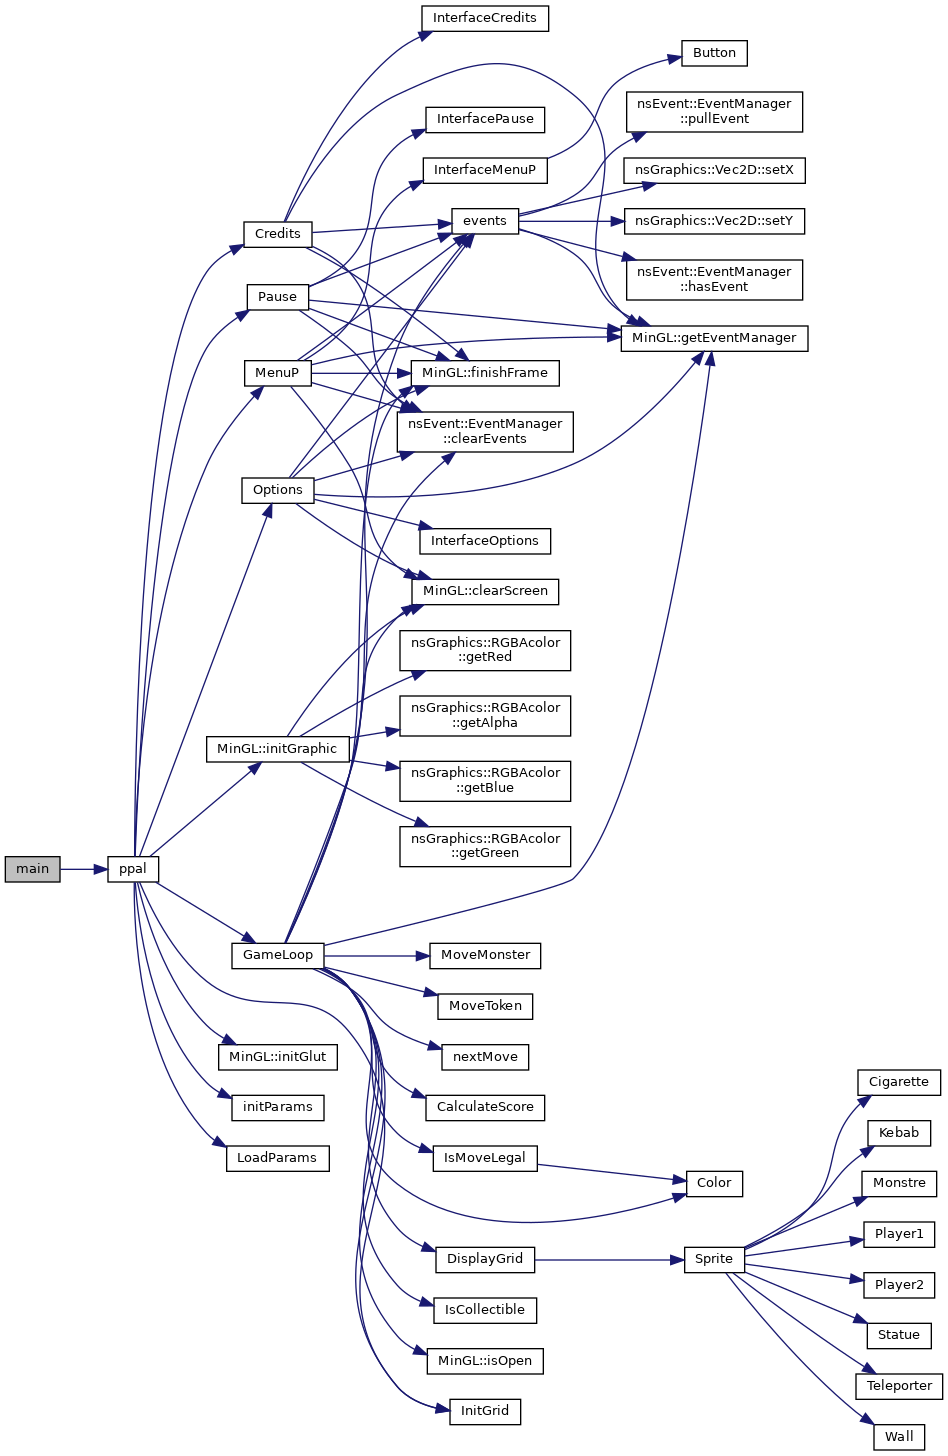 InterfaceCredits
Button
nsEvent::EventManager
::pullEvent
InterfacePause
InterfaceMenuP
nsGraphics::Vec2D::setX
events
nsGraphics::Vec2D::setY
Credits
nsEvent::EventManager
::hasEvent
Pause
MinGL::getEventManager
MenuP
MinGL::finishFrame
nsEvent::EventManager
::clearEvents
Options
InterfaceOptions
MinGL::clearScreen
nsGraphics::RGBAcolor
::getRed
nsGraphics::RGBAcolor
::getAlpha
MinGL::initGraphic
nsGraphics::RGBAcolor
::getBlue
nsGraphics::RGBAcolor
::getGreen
main
ppal
GameLoop
MoveMonster
MoveToken
MinGL::initGlut
nextMove
Cigarette
initParams
CalculateScore
Kebab
LoadParams
IsMoveLegal
Color
Monstre
Player1
DisplayGrid
Sprite
Player2
IsCollectible
Statue
MinGL::isOpen
Teleporter
InitGrid
Wall